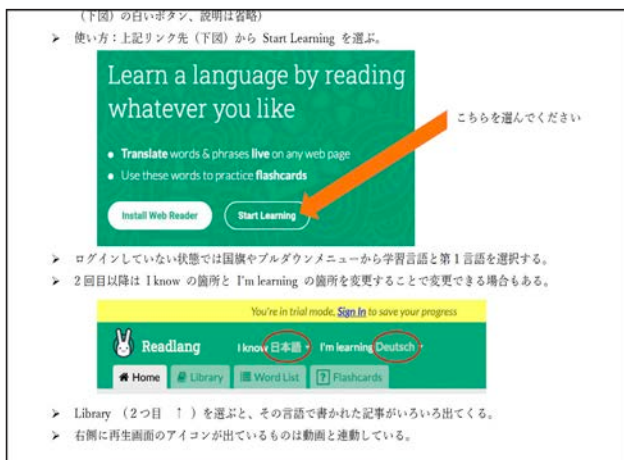 （下図）の白いボタン、説明は省略）
➢ 使い方：上記リンク先（下図）から Start Learning を選ぶ。
Learn a language by reading
whatever you like
• Translate words & phrases live on any web page
• Use these words to practice flashcards
Install Web Reader
Start Learning
こちらを選んでください
➢ ログインしていない状態では国旗やプルダウンメニューから学習言語と第１言語を選択する。
➢ ２回目以降は I know の箇所と I'm learning の箇所を変更することで変更できる場合もある。
You're in trial mode, Sign In to save your progress
Readlang I know 日本語 I'm learning Deutsch
Home Library Word List ? Flashcards
➢ Library （２つ目 ↑ ）を選ぶと、その言語で書かれた記事がいろいろ出てくる。
➢ 右側に再生画面のアイコンが出ているものは動画と連動している。